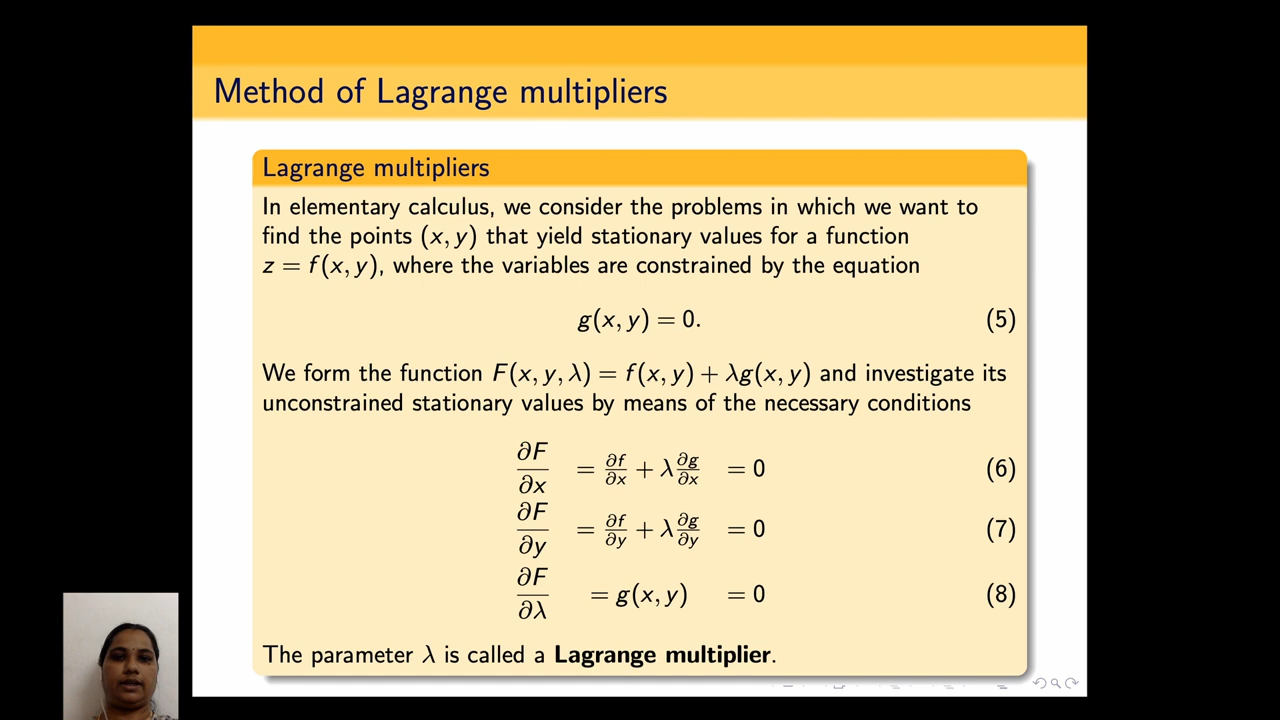 Method of Lagrange multipliers
Lagrange multipliers
In elementary calculus, we consider the problems in which we want to
find the points (x, y) that yield stationary values for a function
z = f(x, y), where the variables are constrained by the equation
g(x, y) = 0. (5)
We form the function F(x, y, λ) = f(x, y) + λg(x, y) and investigate its
unconstrained stationary values by means of the necessary conditions
∂F/∂x = ∂f/∂x + λ ∂g/∂x = 0 (6)
∂F/∂y = ∂f/∂y + λ ∂g/∂y = 0 (7)
∂F/∂λ = g(x, y) = 0 (8)
The parameter λ is called a Lagrange multiplier.